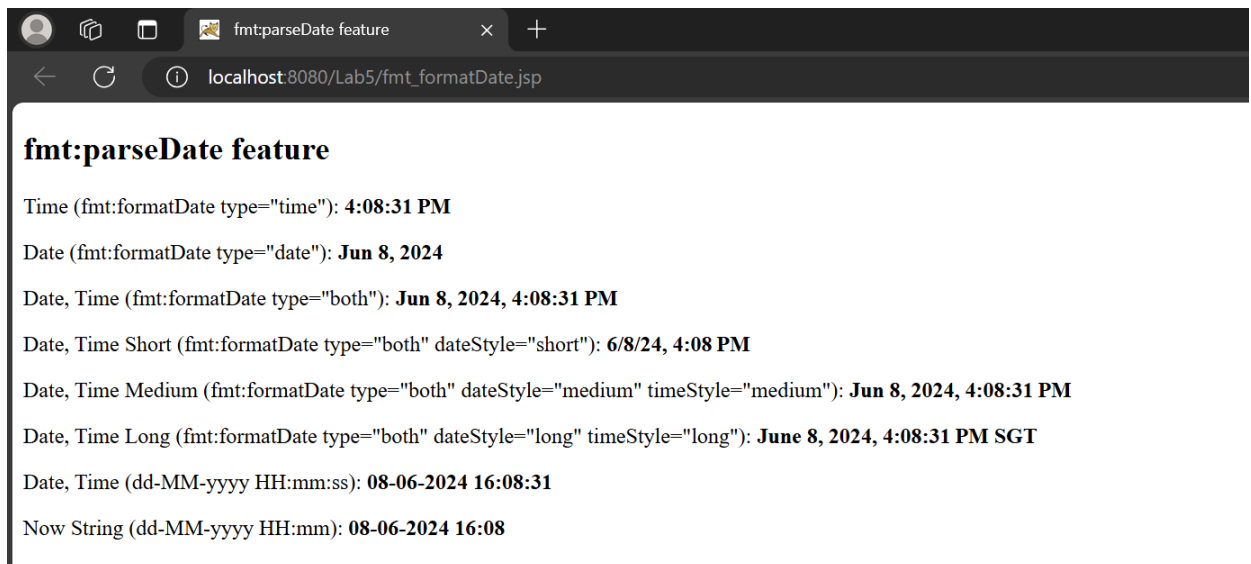 fmt:parseDate feature
localhost:8080/Lab5/fmt_formatDate.jsp
fmt:parseDate feature
Time (fmt:formatDate type="time"): 4:08:31 PM
Date (fmt:formatDate type="date"): Jun 8, 2024
Date, Time (fmt:formatDate type="both"): Jun 8, 2024, 4:08:31 PM
Date, Time Short (fmt:formatDate type="both" dateStyle="short"): 6/8/24, 4:08 PM
Date, Time Medium (fmt:formatDate type="both" dateStyle="medium" timeStyle="medium"): Jun 8, 2024, 4:08:31 PM
Date, Time Long (fmt:formatDate type="both" dateStyle="long" timeStyle="long"): June 8, 2024, 4:08:31 PM SGT
Date, Time (dd-MM-yyyy HH:mm:ss): 08-06-2024 16:08:31
Now String (dd-MM-yyyy HH:mm): 08-06-2024 16:08